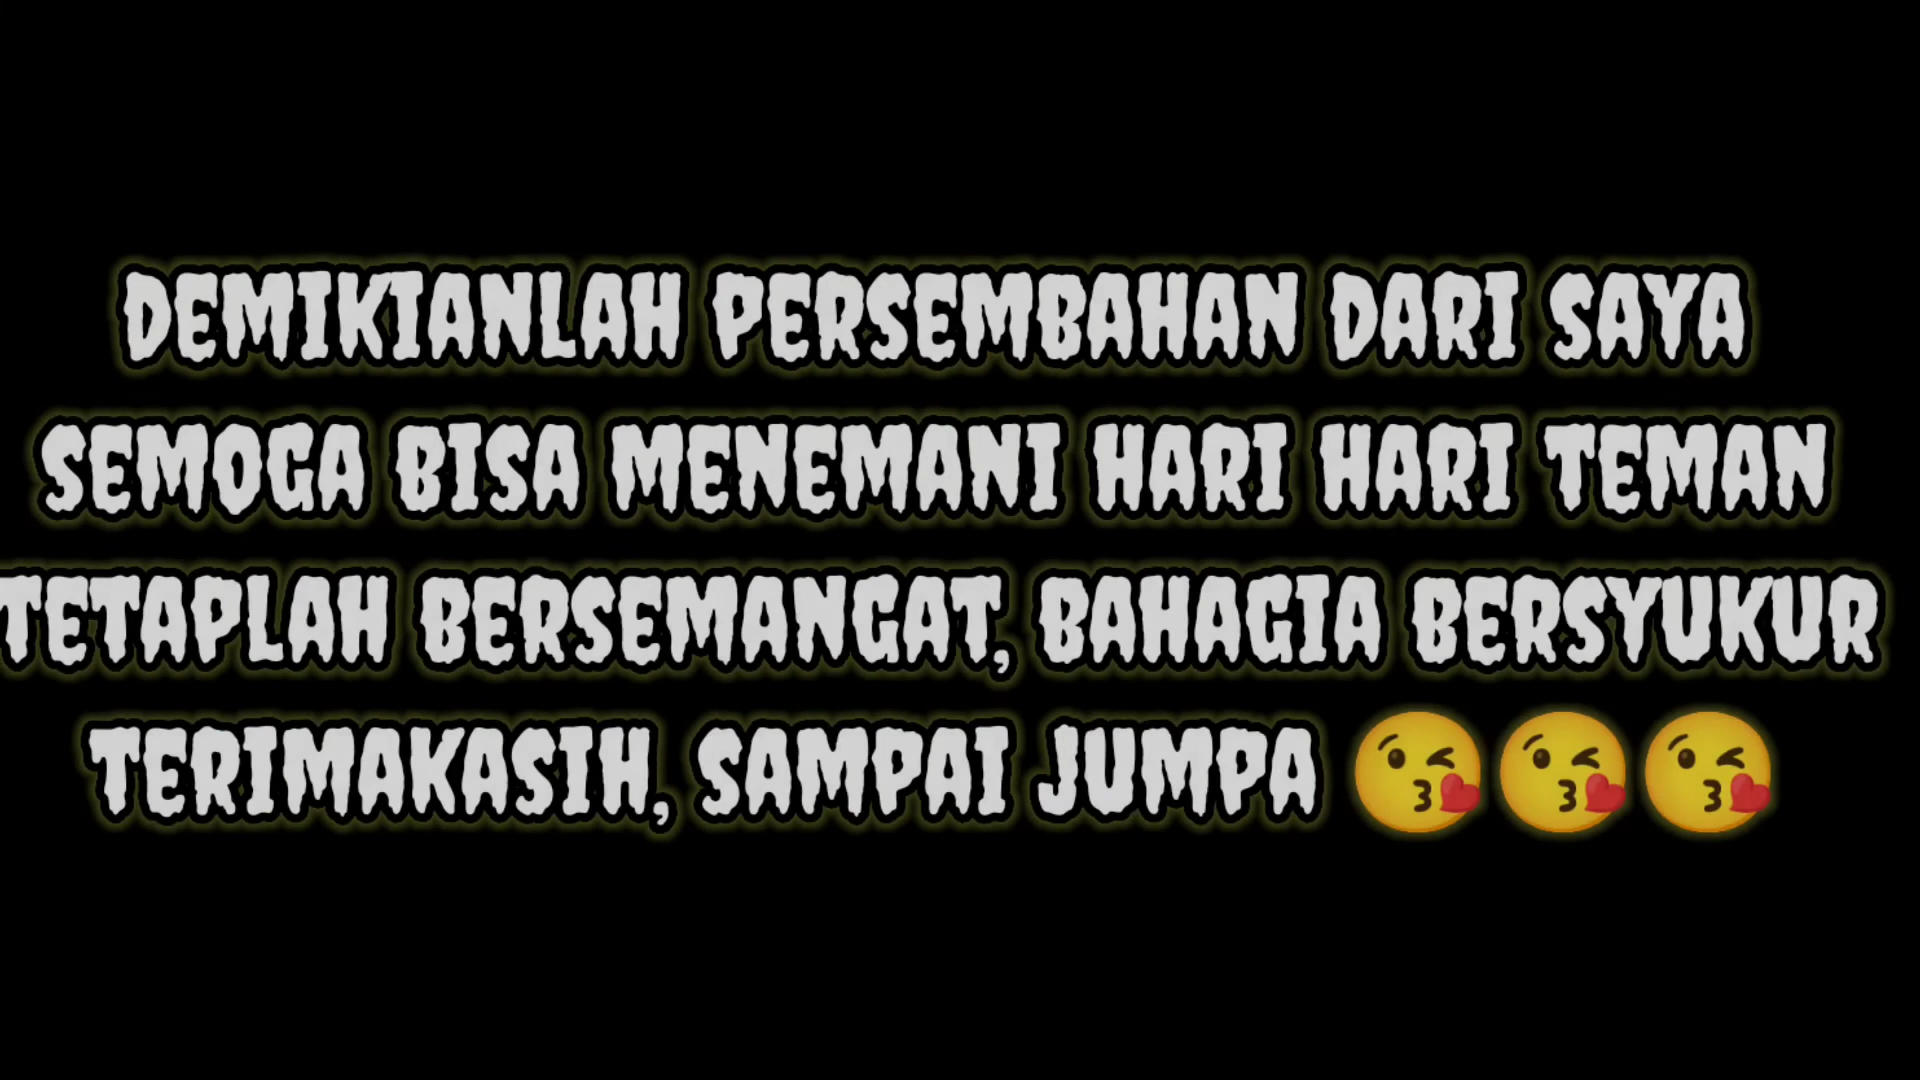 DEMIKIANLAH PERSEMBAHAN DARI SAYA
SEMOGA BISA MENEMANI HARI HARI TEMAN
TETAPLAH BERSEMANGAT, BAHAGIA BERSYUKUR
TERIMAKASIH, SAMPAI JUMPA 😘😘😘